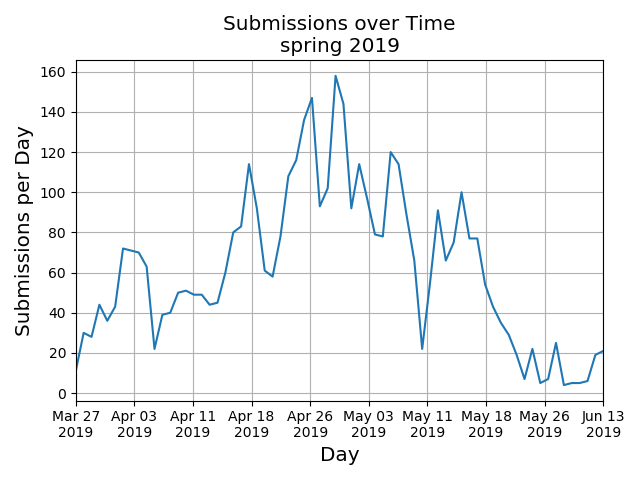 Submissions over Time
spring 2019
Submissions per Day
160
140
120
100
80
60
40
20
0
Mar 27 Apr 03 Apr 11 Apr 18 Apr 26 May 03 May 11 May 18 May 26 Jun 13
2019 2019 2019 2019 2019 2019 2019 2019 2019 2019
Day